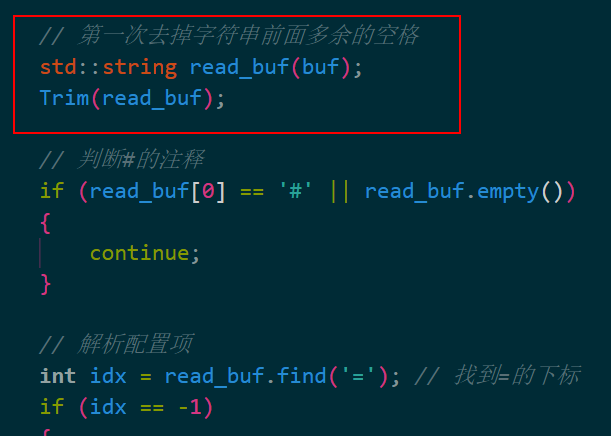 // 第一次去掉字符串前面多余的空格
std::string read_buf(buf);
Trim(read_buf);
// 判断#的注释
if (read_buf[0] == '#' || read_buf.empty())
{
continue;
}
// 解析配置项
int idx = read_buf.find('='); // 找到=的下标
if (idx == -1)
{